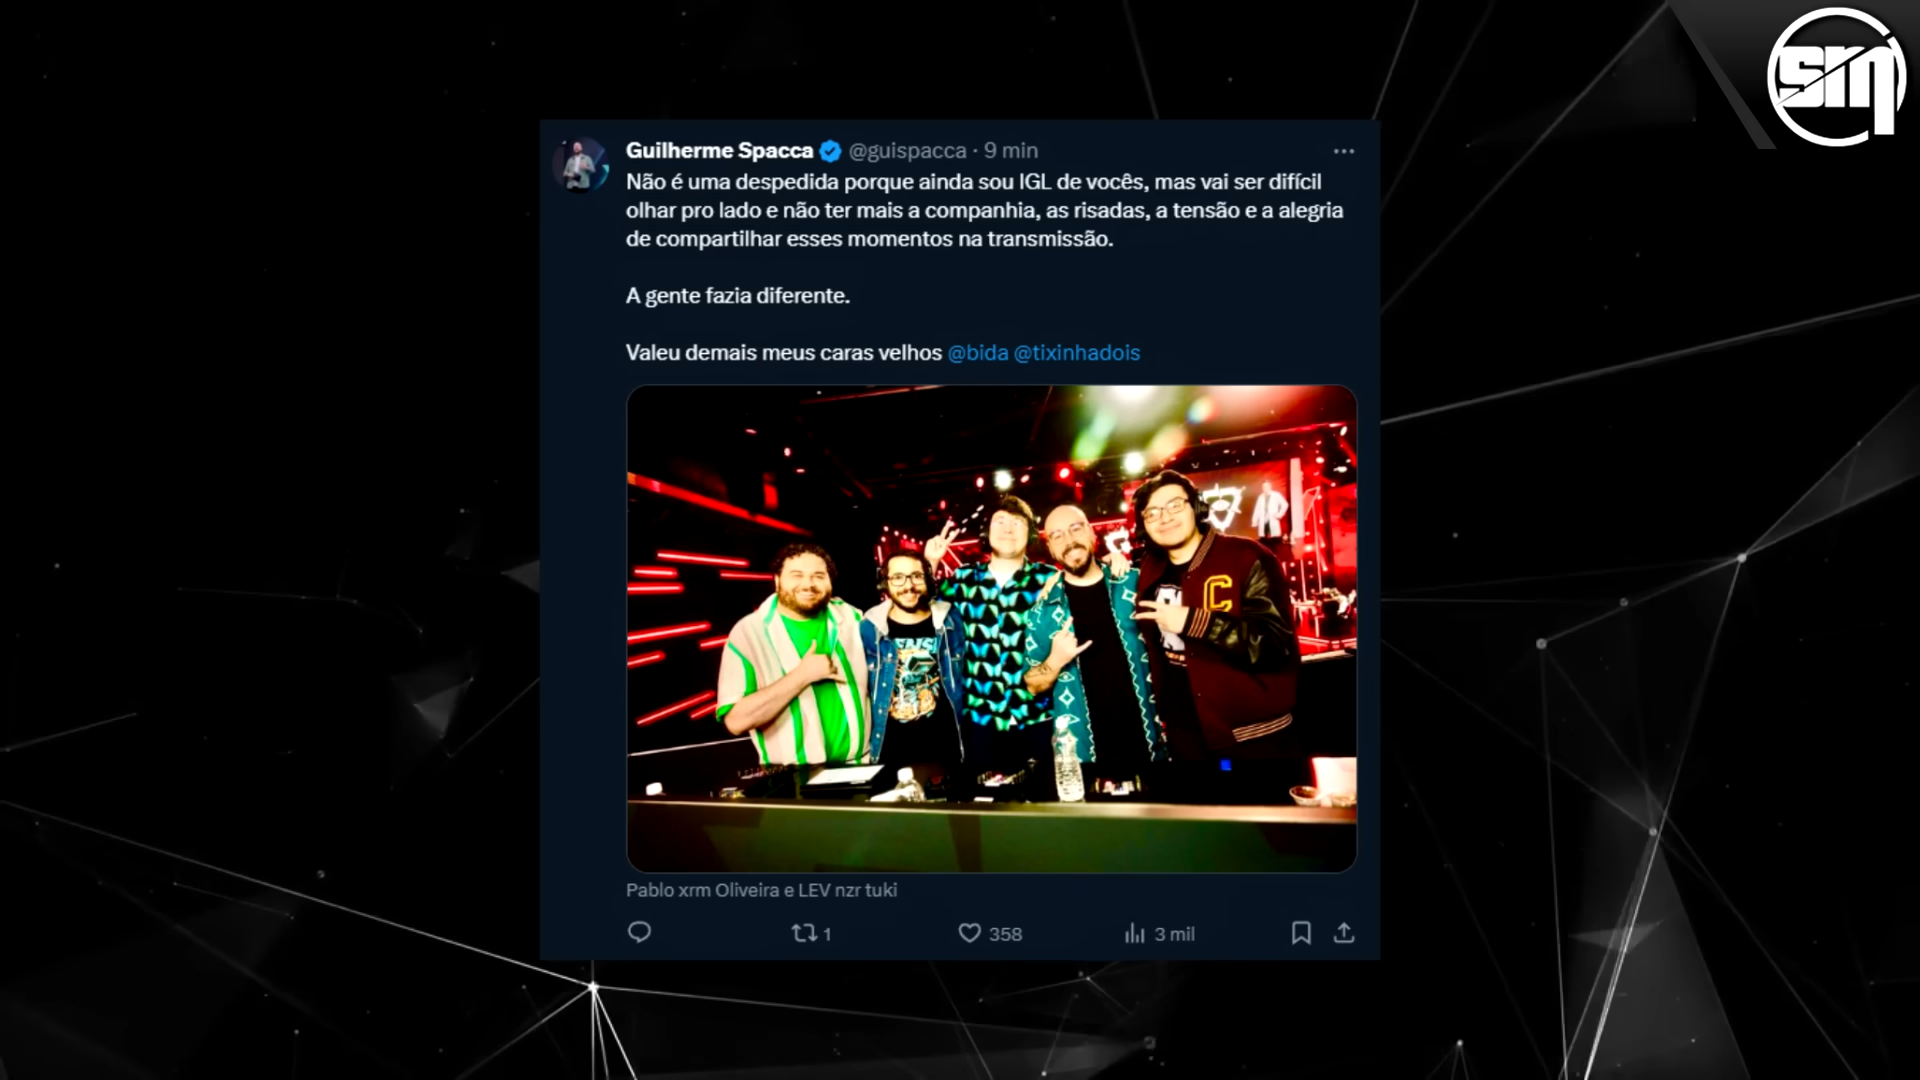 SM
Guilherme Spacca @guispacca · 9 min
Não é uma despedida porque ainda sou IGL de vocês, mas vai ser difícil
olhar pro lado e não ter mais a companhia, as risadas, a tensão e a alegria
de compartilhar esses momentos na transmissão.
A gente fazia diferente.
Valeu demais meus caras velhos @bida @tixinhadois
C
Pablo xrm Oliveira e LEV nzr tuki
1
358
3 mil